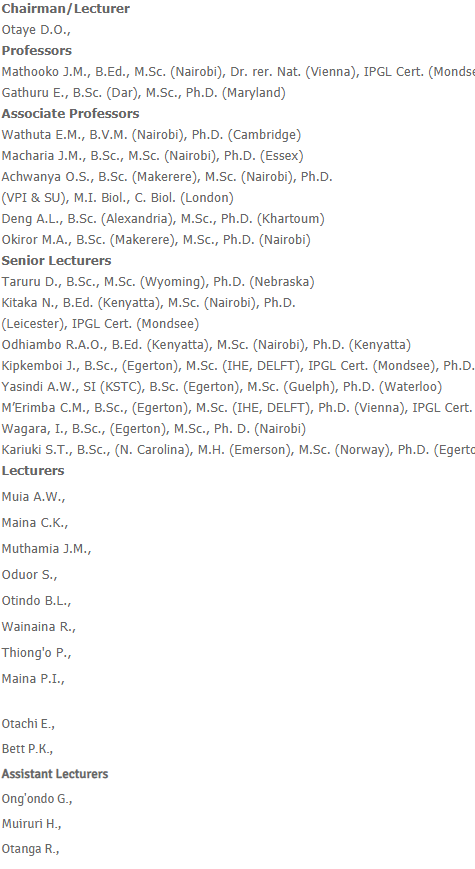 Chairman/Lecturer
Otaye D.O.,
Professors
Mathooko J.M., B.Ed., M.Sc. (Nairobi), Dr. rer. Nat. (Vienna), IPGL Cert. (Mondse
Gathuru E., B.Sc. (Dar), M.Sc., Ph.D. (Maryland)
Associate Professors
Wathuta E.M., B.V.M. (Nairobi), Ph.D. (Cambridge)
Macharia J.M., B.Sc., M.Sc. (Nairobi), Ph.D. (Essex)
Achwanya O.S., B.Sc. (Makerere), M.Sc. (Nairobi), Ph.D.
(VPI & SU), M.I. Biol., C. Biol. (London)
Deng A.L., B.Sc. (Alexandria), M.Sc., Ph.D. (Khartoum)
Okiror M.A., B.Sc. (Makerere), M.Sc., Ph.D. (Nairobi)
Senior Lecturers
Taruru D., B.Sc., M.Sc. (Wyoming), Ph.D. (Nebraska)
Kitaka N., B.Ed. (Kenyatta), M.Sc. (Nairobi), Ph.D.
(Leicester), IPGL Cert. (Mondsee)
Odhiambo R.A.O., B.Ed. (Kenyatta), M.Sc. (Nairobi), Ph.D. (Kenyatta)
Kipkemboi J., B.Sc., (Egerton), M.Sc. (IHE, DELFT), IPGL Cert. (Mondsee), Ph.D.
Yasindi A.W., SI (KSTC), B.Sc. (Egerton), M.Sc. (Guelph), Ph.D. (Waterloo)
M’Erimba C.M., B.Sc., (Egerton), M.Sc. (IHE, DELFT), Ph.D. (Vienna), IPGL Cert.
Wagara, I., B.Sc., (Egerton), M.Sc., Ph. D. (Nairobi)
Kariuki S.T., B.Sc., (N. Carolina), M.H. (Emerson), M.Sc. (Norway), Ph.D. (Egerto
Lecturers
Muia A.W.,
Maina C.K.,
Muthamia J.M.,
Oduor S.,
Otindo B.L.,
Wainaina R.,
Thiong'o P.,
Maina P.I.,
Otachi E.,
Bett P.K.,
Assistant Lecturers
Ong'ondo G.,
Muiruri H.,
Otanga R.,